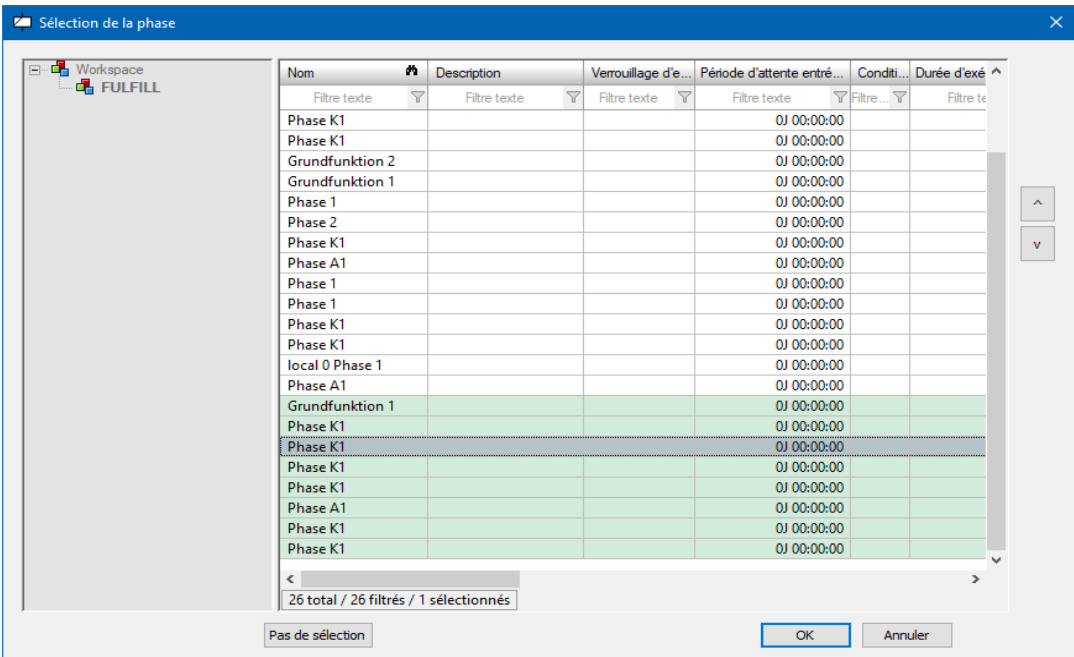 Sélection de la phase
Workspace
FULFILL
Nom Description Verrouillage d'e... Période d'attente entré... Conditi... Durée d'exé
Filtre texte Filtre texte Filtre texte Filtre texte Filtre... Filtre te
Phase K1 0J 00:00:00
Phase K1 0J 00:00:00
Grundfunktion 2 0J 00:00:00
Grundfunktion 1 0J 00:00:00
Phase 1 0J 00:00:00
Phase 2 0J 00:00:00
Phase K1 0J 00:00:00
Phase A1 0J 00:00:00
Phase 1 0J 00:00:00
Phase 1 0J 00:00:00
Phase K1 0J 00:00:00
Phase K1 0J 00:00:00
local 0 Phase 1 0J 00:00:00
Phase A1 0J 00:00:00
Grundfunktion 1 0J 00:00:00
Phase K1 0J 00:00:00
Phase K1 0J 00:00:00
Phase K1 0J 00:00:00
Phase K1 0J 00:00:00
Phase A1 0J 00:00:00
Phase K1 0J 00:00:00
Phase K1 0J 00:00:00
26 total / 26 filtrés / 1 sélectionnés
Pas de sélection OK Annuler